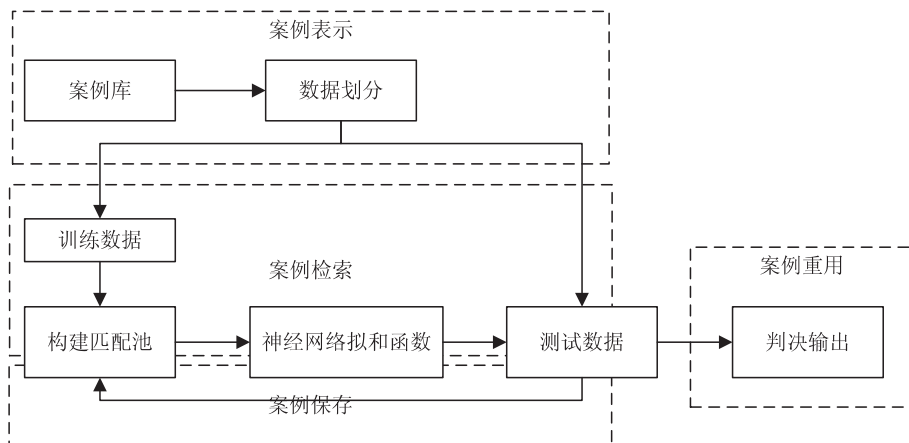 案例表示
案例库
数据划分
训练数据
案例检索
案例重用
构建匹配池
神经网络拟和函数
测试数据
判决输出
案例保存